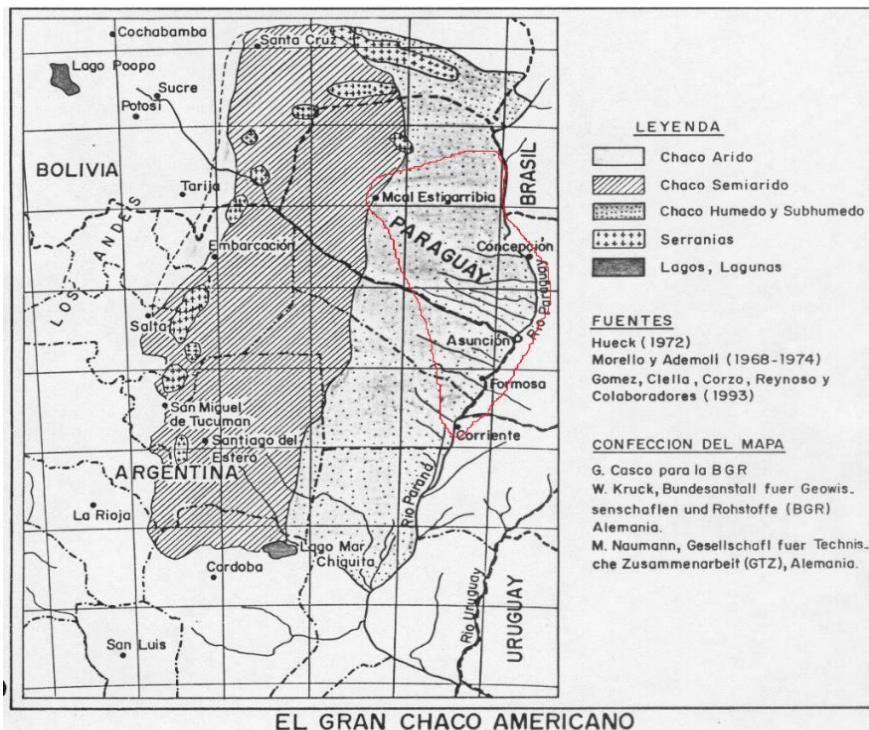 Cochabamba
Santa Cruz
Lago Poopo
Sucre
Potosí
BOLIVIA
Tarija
Mcal Estigarribia
BRASIL
LOS ANDES
Embarcación
PARAGUAY
Concepción
Rio Paraguay
Salta
Asunción
Formosa
San Miguel
de Tucuman
Corriente
Santiago del
Estero
ARGENTINA
Rio Paraná
La Rioja
Lago Mar
Chiquita
Cordoba
Rio Uruguay
URUGUAY
San Luis
LEYENDA
Chaco Arido
Chaco Semiarido
Chaco Humedo y Subhumedo
Serranias
Lagos, Lagunas
FUENTES
Hueck (1972)
Morello y Ademoli (1968-1974)
Gomez, Clella, Corzo, Reynoso y
Colaboradores (1993)
CONFECCION DEL MAPA
G. Casco para la BGR
W. Kruck, Bundesanstall fuer Geowis_
senschaflen und Rohstoffe (BGR)
Alemania.
M. Naumann, Gesellschafl fuer Technis_
che Zusammenarbeit (GTZ), Alemania.
EL GRAN CHACO AMERICANO